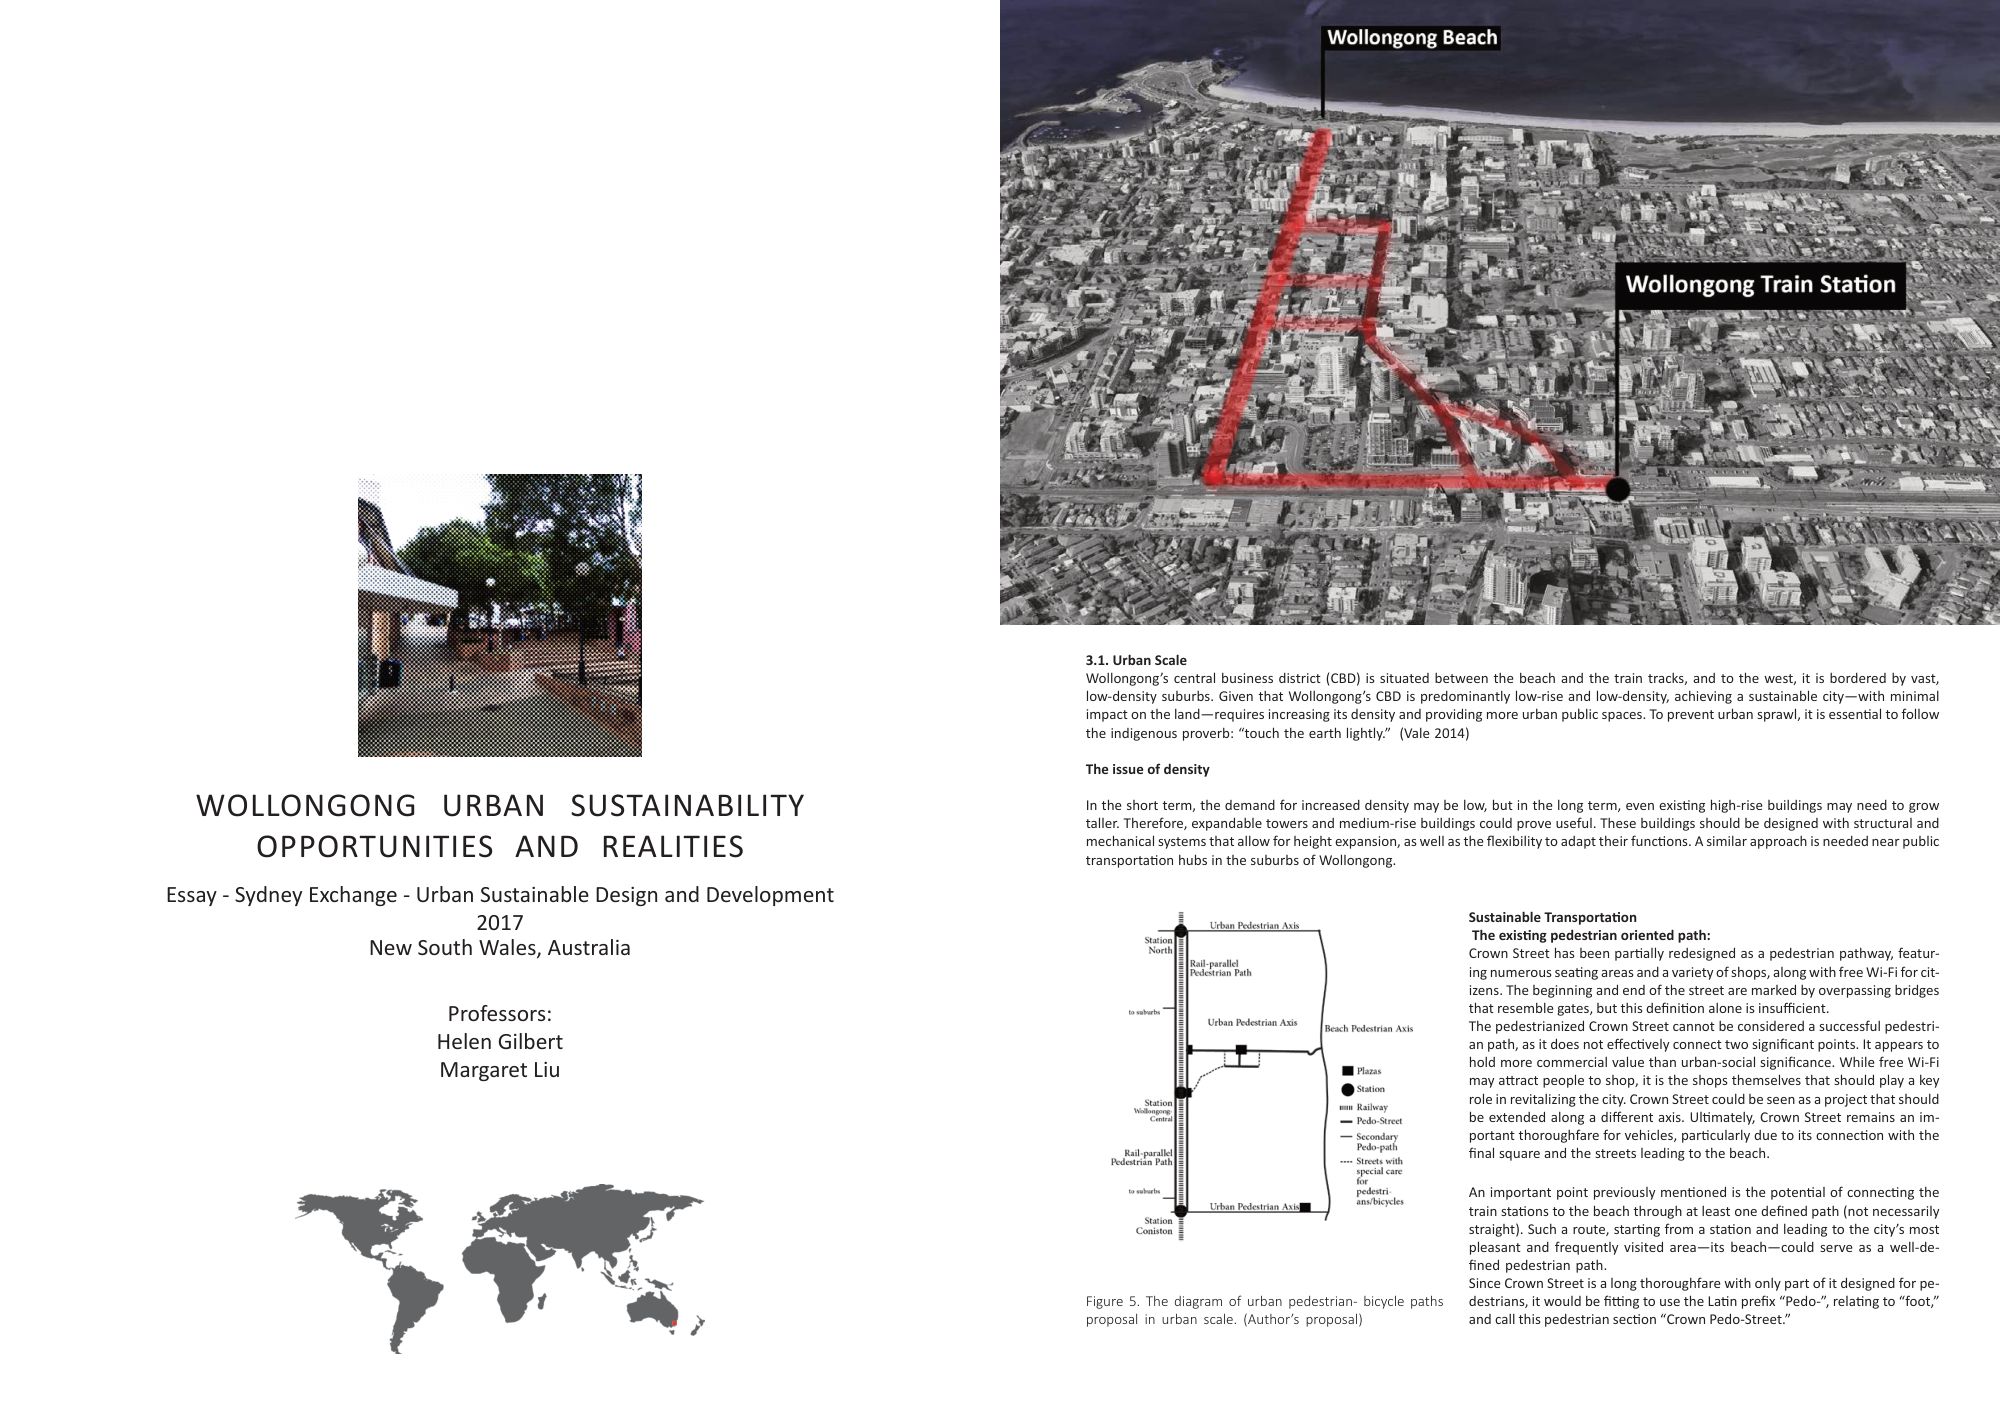 WOLLONGONG URBAN SUSTAINABILITY
OPPORTUNITIES AND REALITIES
Essay - Sydney Exchange - Urban Sustainable Design and Development
2017
New South Wales, Australia
Professors:
Helen Gilbert
Margaret Liu
Wollongong Beach
Wollongong Train Station
3.1. Urban Scale
Wollongong’s central business district (CBD) is situated between the beach and the train tracks, and to the west, it is bordered by vast,
low-density suburbs. Given that Wollongong’s CBD is predominantly low-rise and low-density, achieving a sustainable city—with minimal
impact on the land—requires increasing its density and providing more urban public spaces. To prevent urban sprawl, it is essential to follow
the indigenous proverb: “touch the earth lightly.” (Vale 2014)
The issue of density
In the short term, the demand for increased density may be low, but in the long term, even existing high-rise buildings may need to grow
taller. Therefore, expandable towers and medium-rise buildings could prove useful. These buildings should be designed with structural and
mechanical systems that allow for height expansion, as well as the flexibility to adapt their functions. A similar approach is needed near public
transportation hubs in the suburbs of Wollongong.
Urban Pedestrian Axis
Station
North
Rail-parallel
Pedestrian Path
to suburbs
Urban Pedestrian Axis
Beach Pedestrian Axis
Station
Wollongong-
Central
Rail-parallel
Pedestrian Path
to suburbs
Urban Pedestrian Axis
Station
Coniston
Plazas
Station
Railway
Pedo-Street
Secondary
Pedo-path
Streets with
special care
for
pedestri-
ans/bicycles
Figure 5. The diagram of urban pedestrian- bicycle paths
proposal in urban scale. (Author’s proposal)
Sustainable Transportation
The existing pedestrian oriented path:
Crown Street has been partially redesigned as a pedestrian pathway, featur-
ing numerous seating areas and a variety of shops, along with free Wi-Fi for cit-
izens. The beginning and end of the street are marked by overpassing bridges
that resemble gates, but this definition alone is insufficient.
The pedestrianized Crown Street cannot be considered a successful pedestri-
an path, as it does not effectively connect two significant points. It appears to
hold more commercial value than urban-social significance. While free Wi-Fi
may attract people to shop, it is the shops themselves that should play a key
role in revitalizing the city. Crown Street could be seen as a project that should
be extended along a different axis. Ultimately, Crown Street remains an im-
portant thoroughfare for vehicles, particularly due to its connection with the
final square and the streets leading to the beach.
An important point previously mentioned is the potential of connecting the
train stations to the beach through at least one defined path (not necessarily
straight). Such a route, starting from a station and leading to the city’s most
pleasant and frequently visited area—its beach—could serve as a well-de-
fined pedestrian path.
Since Crown Street is a long thoroughfare with only part of it designed for pe-
destrians, it would be fitting to use the Latin prefix “Pedo-”, relating to “foot,”
and call this pedestrian section “Crown Pedo-Street.”